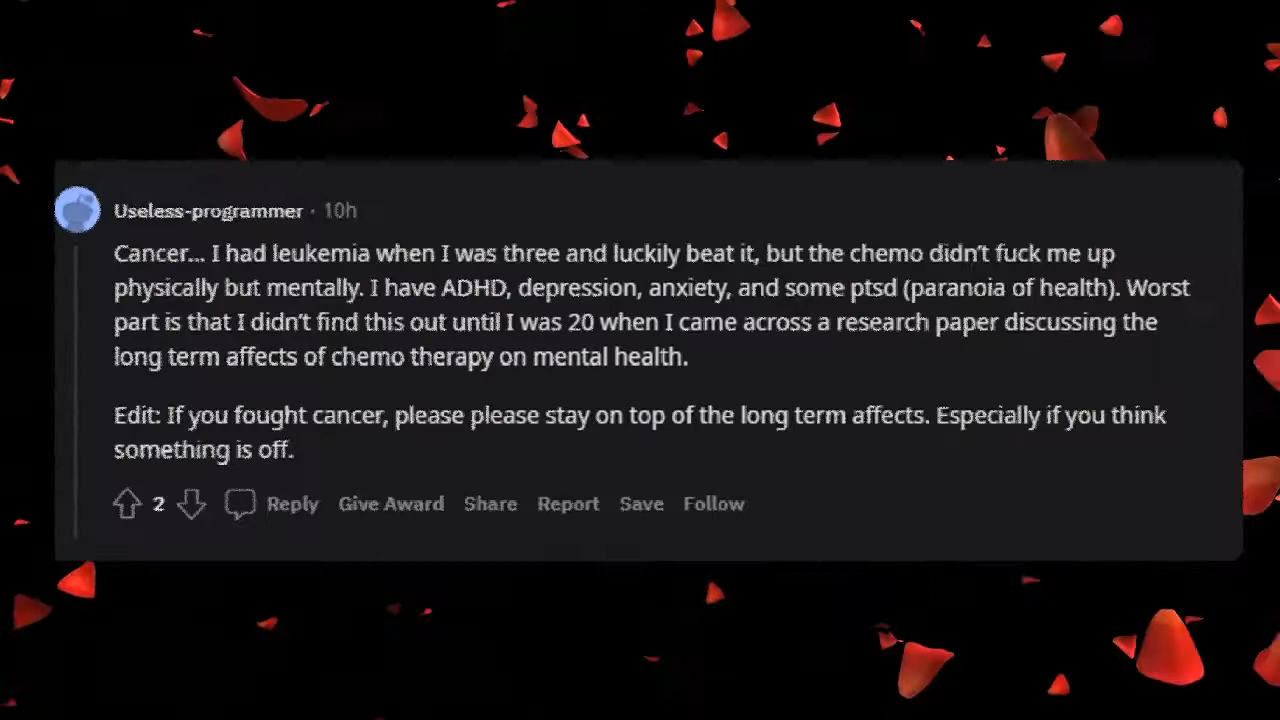 Useless-programmer · 10h
Cancer... I had leukemia when I was three and luckily beat it, but the chemo didn't fuck me up
physically but mentally. I have ADHD, depression, anxiety, and some ptsd (paranoia of health). Worst
part is that I didn't find this out until I was 20 when I came across a research paper discussing the
long term affects of chemo therapy on mental health.
Edit: If you fought cancer, please please stay on top of the long term affects. Especially if you think
something is off.
2 Reply Give Award Share Report Save Follow